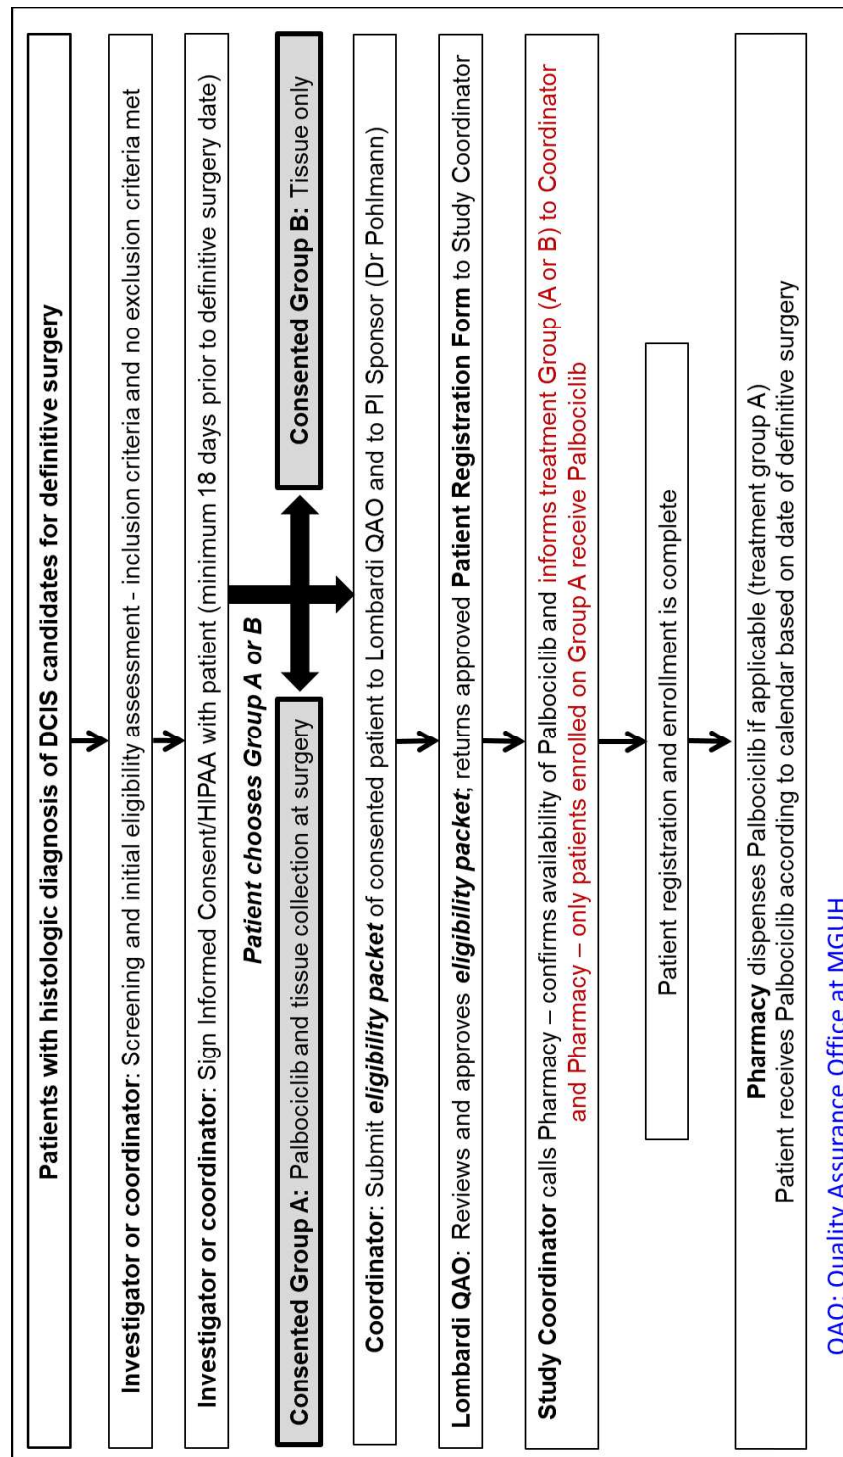 Patients with histologic diagnosis of DCIS candidates for definitive surgery
Investigator or coordinator: Screening and initial eligibility assessment - inclusion criteria and no exclusion criteria met
Investigator or coordinator: Sign Informed Consent/HIPAA with patient (minimum 18 days prior to definitive surgery date)
Patient chooses Group A or B
Consented Group A: Palbociclib and tissue collection at surgery
Consented Group B: Tissue only
Coordinator: Submit eligibility packet of consented patient to Lombardi QAO and to PI Sponsor (Dr Pohlmann)
Lombardi QAO: Reviews and approves eligibility packet; returns approved Patient Registration Form to Study Coordinator
Study Coordinator calls Pharmacy – confirms availability of Palbociclib and informs treatment Group (A or B) to Coordinator
and Pharmacy – only patients enrolled on Group A receive Palbociclib
Patient registration and enrollment is complete
Pharmacy dispenses Palbociclib if applicable (treatment group A)
Patient receives Palbociclib according to calendar based on date of definitive surgery
QAO: Quality Assurance Office at MGUH